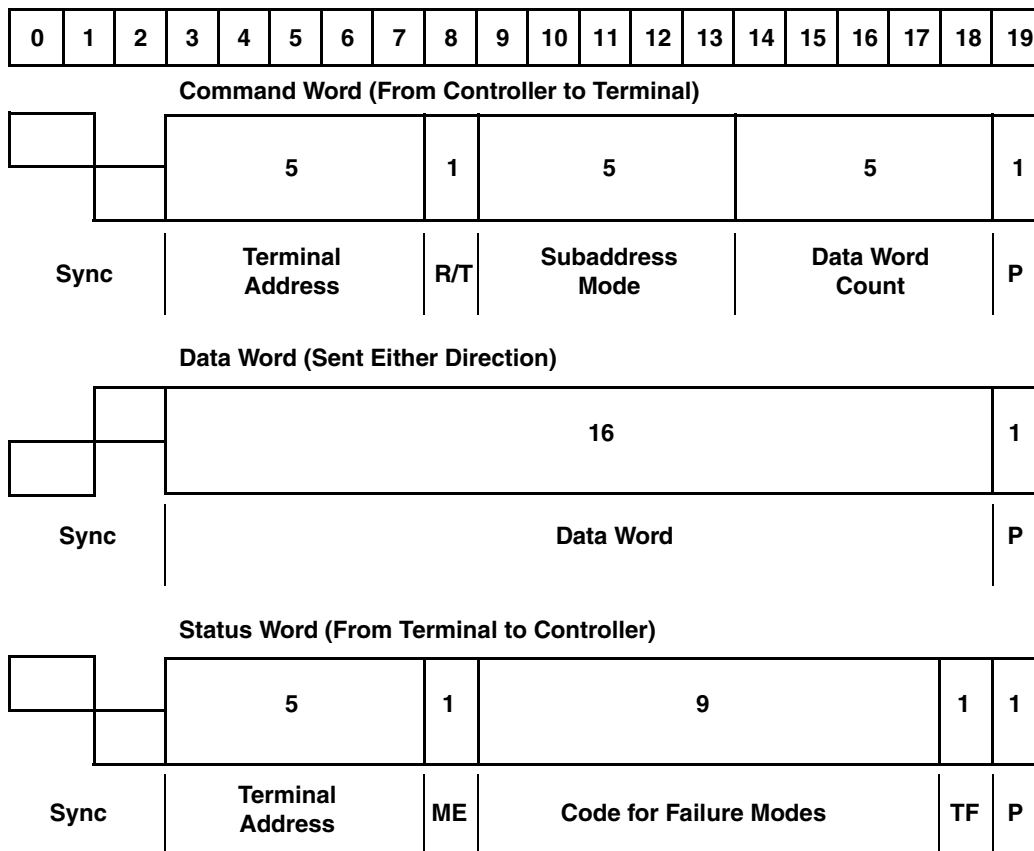 0 1 2 3 4 5 6 7 8 9 10 11 12 13 14 15 16 17 18 19
Command Word (From Controller to Terminal)
5 1 5 5 1
Sync Terminal Address R/T Subaddress Mode Data Word Count P
Data Word (Sent Either Direction)
16 1
Sync Data Word P
Status Word (From Terminal to Controller)
5 1 9 1 1
Sync Terminal Address ME Code for Failure Modes TF P